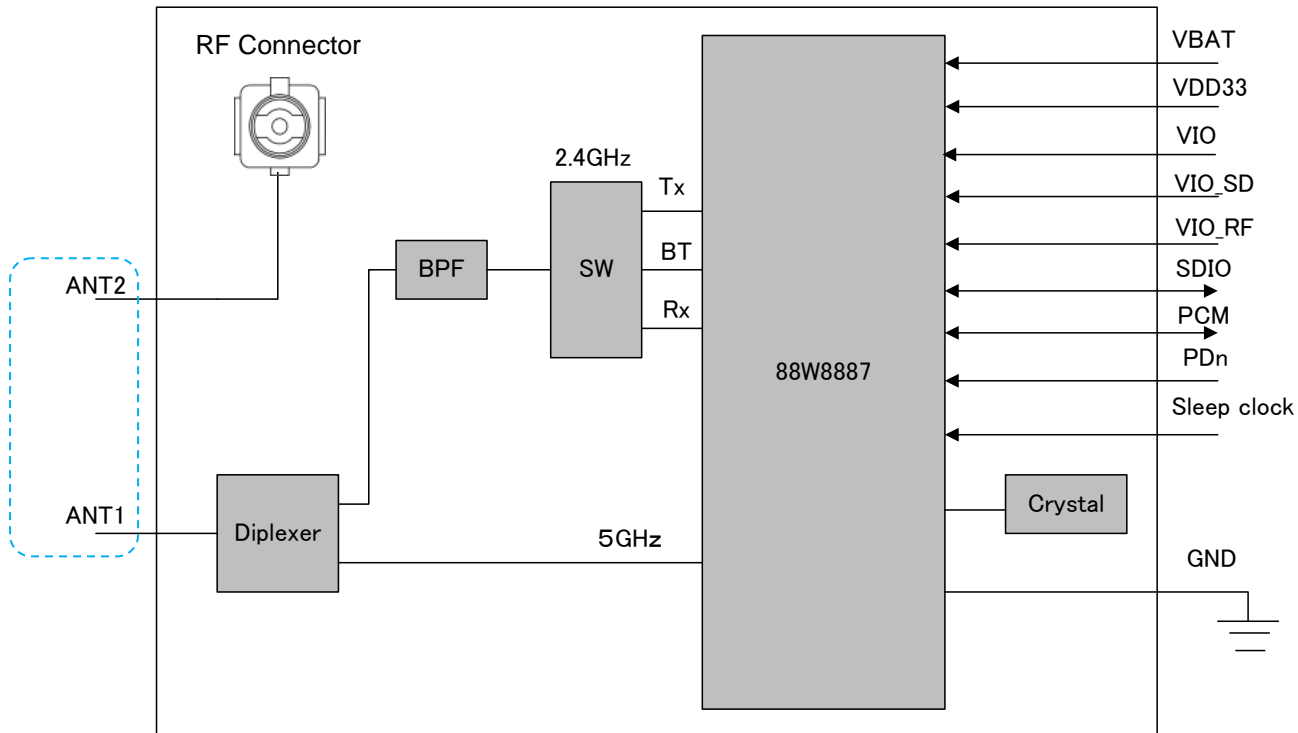 RF Connector
VBAT
VDD33
VIO
2.4GHz
Tx
VIO_SD
VIO_RF
BPF
SW
BT
SDIO
ANT2
Rx
PCM
PDn
88W8887
Sleep clock
Crystal
ANT1
Diplexer
5GHz
GND